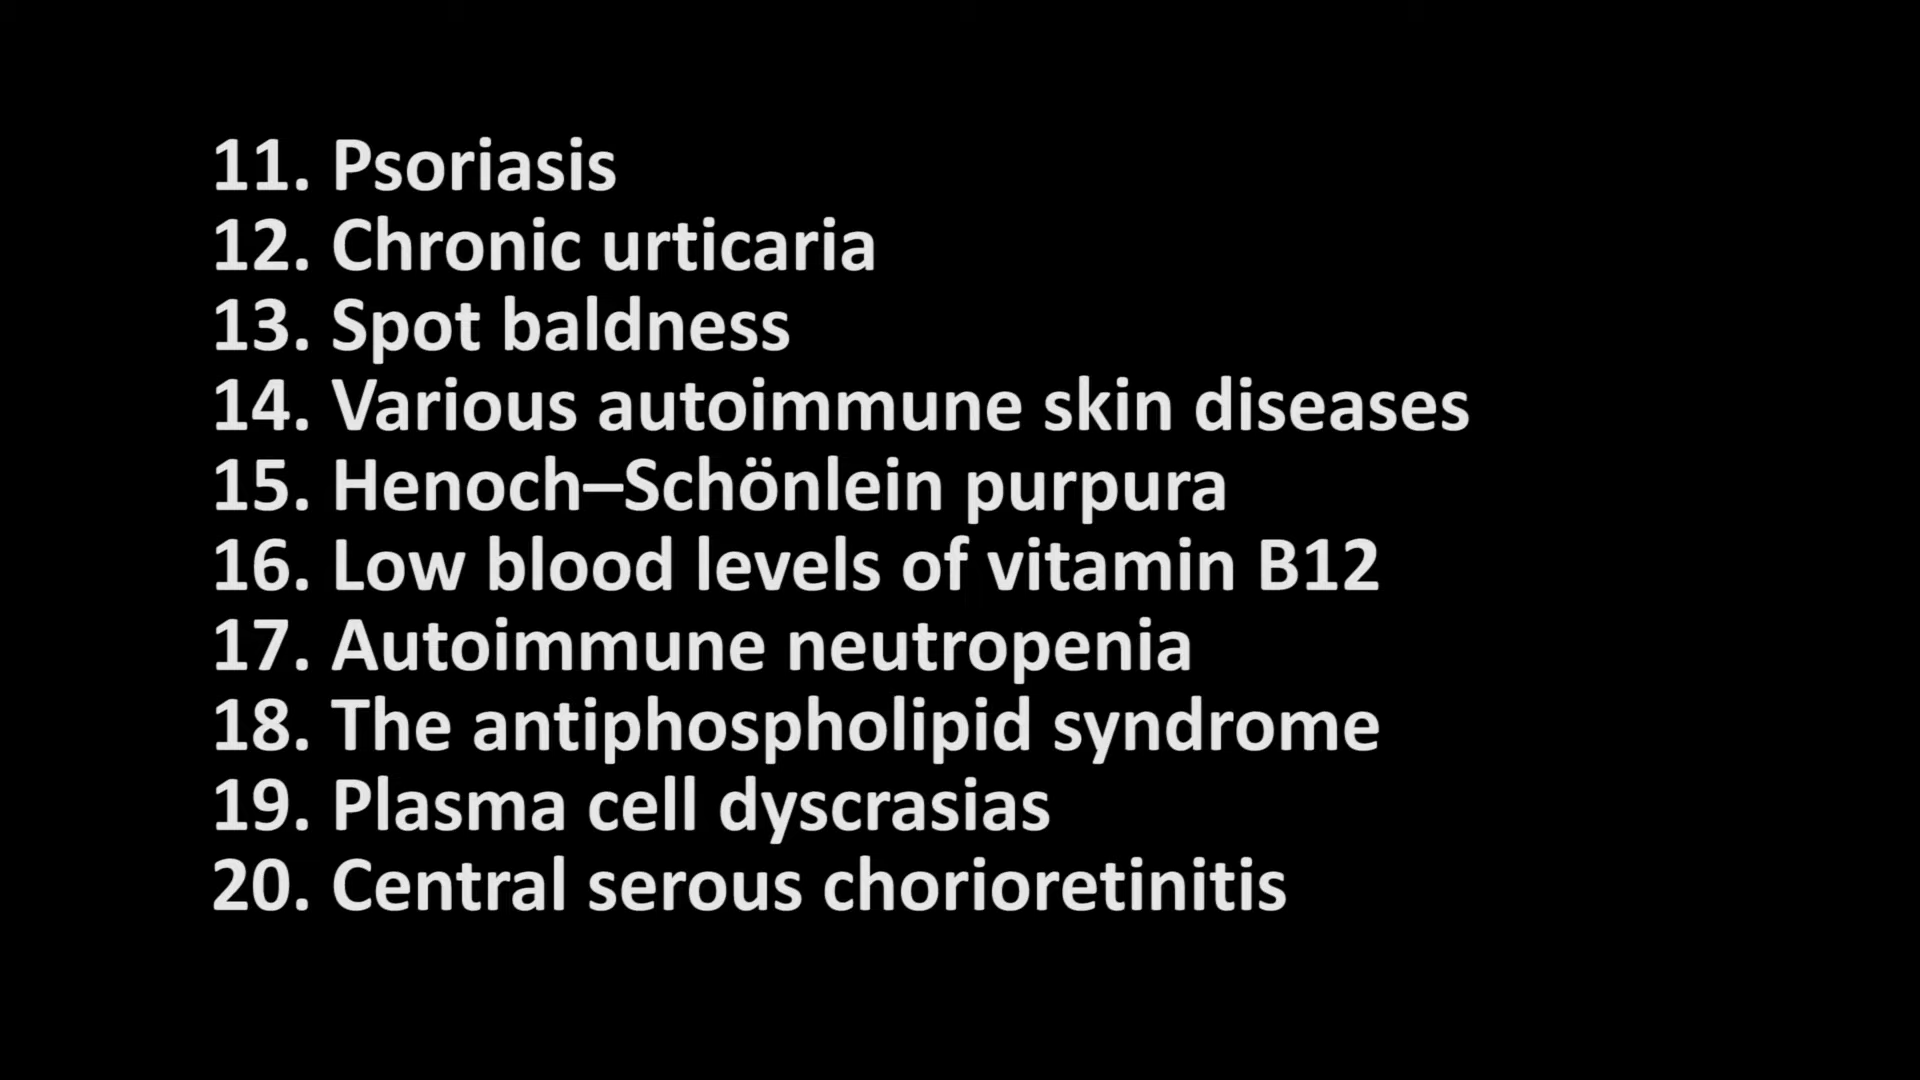 11. Psoriasis
12. Chronic urticaria
13. Spot baldness
14. Various autoimmune skin diseases
15. Henoch–Schönlein purpura
16. Low blood levels of vitamin B12
17. Autoimmune neutropenia
18. The antiphospholipid syndrome
19. Plasma cell dyscrasias
20. Central serous chorioretinitis